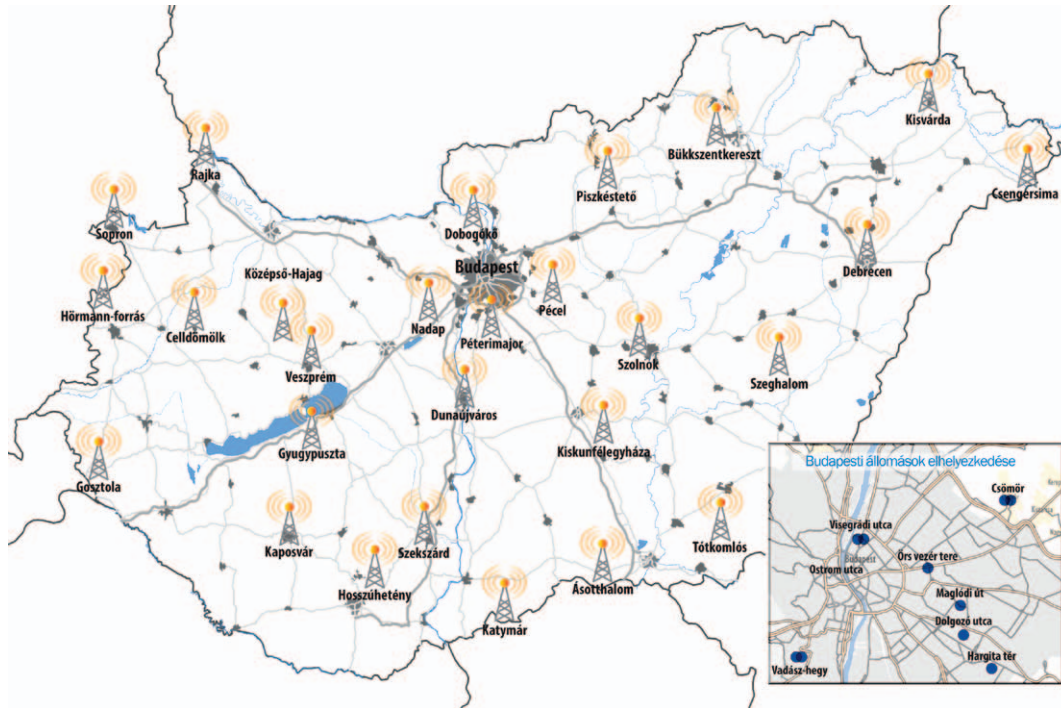 Kisvárda
Bükkszentkereszt
Rajka
Piszkéstető
Csengersima
Sopron
Dobogókő
Debrecen
Budapest
Középső-Hajag
Hörmann-forrás
Celldömölk
Nadap
Pécel
Péterimajor
Szolnok
Veszprém
Szeghalom
Dunaújváros
Gyugypuszta
Kiskunfélegyháza
Gosztola
Kaposvár
Szekszárd
Tótkomlós
Hosszúhetény
Ásotthalom
Katymár
Budapesti állomások elhelyezkedése
Csömör
Visegrádi utca
Budapest
Ostrom utca
Örs vezér tere
Maglódi út
Dolgozó utca
Hargita tér
Vadász-hegy